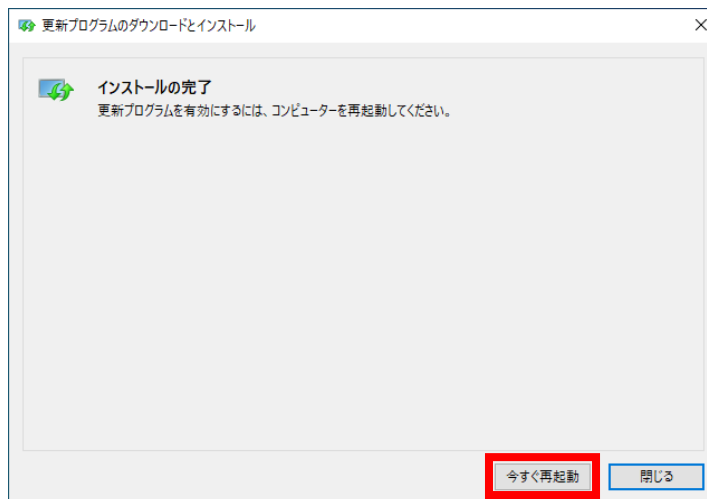 更新プログラムのダウンロードとインストール
インストールの完了
更新プログラムを有効にするには、コンピューターを再起動してください。
今すぐ再起動
閉じる